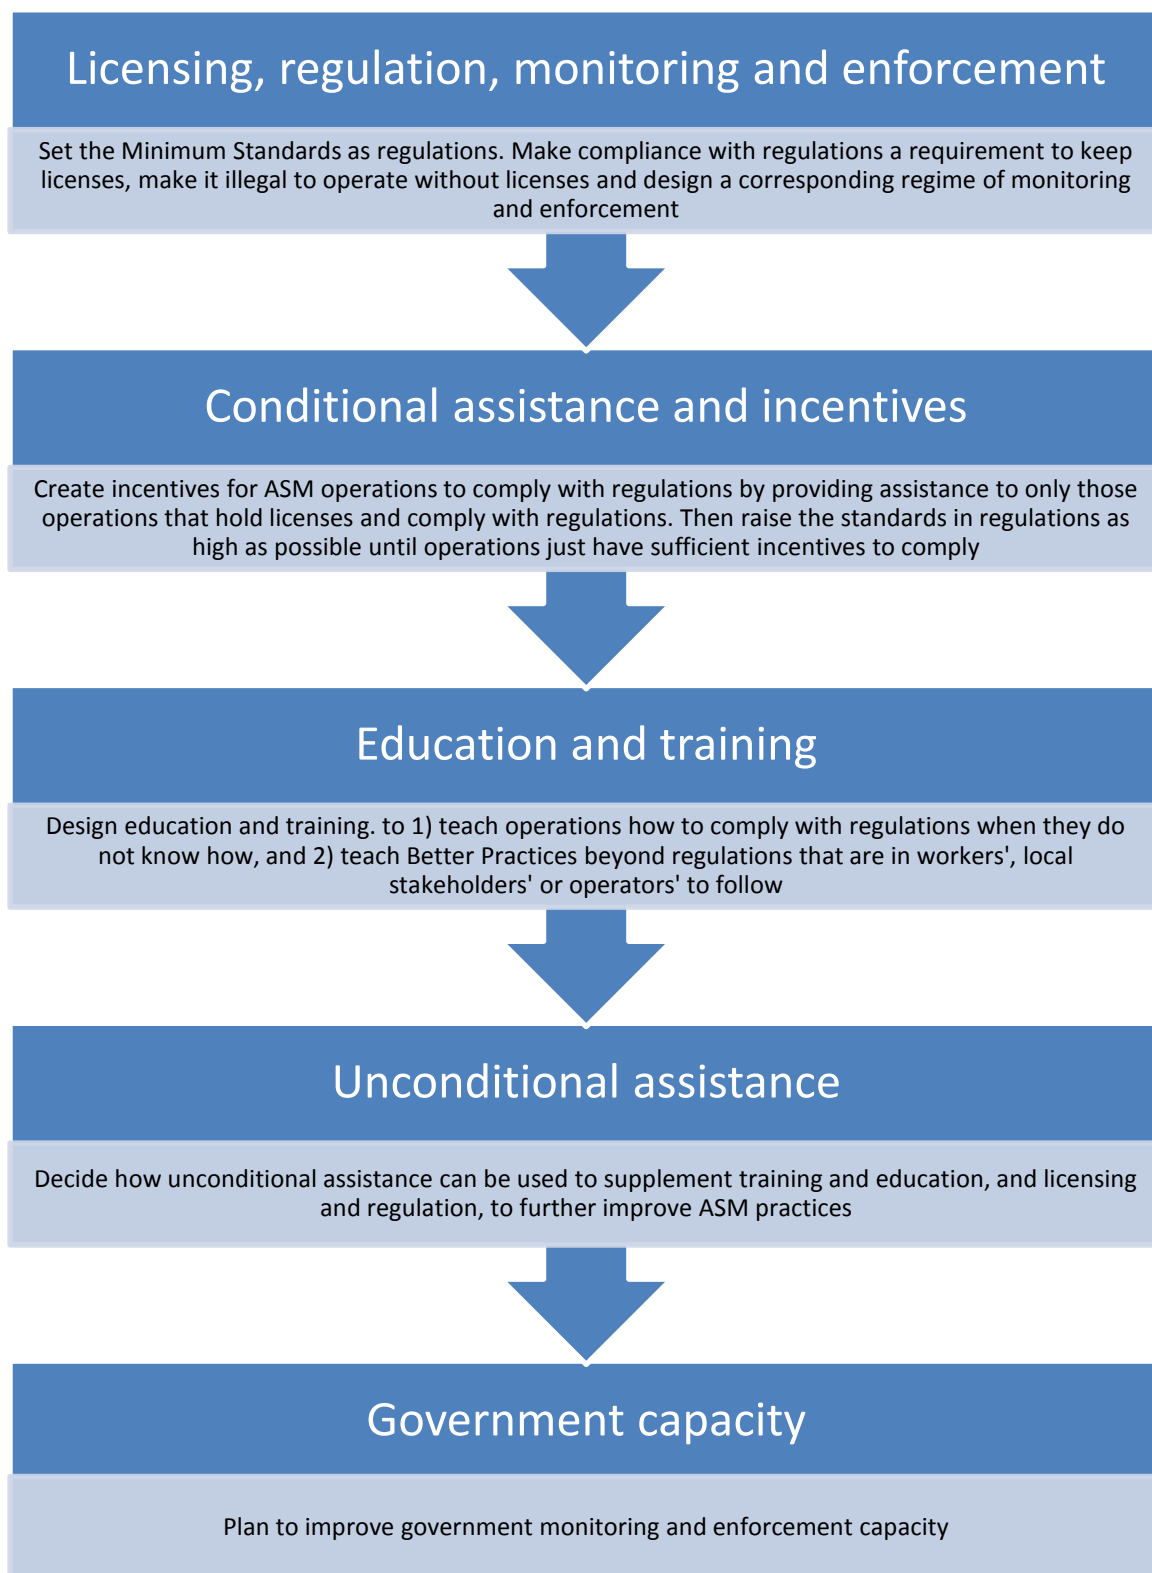 Licensing, regulation, monitoring and enforcement
Set the Minimum Standards as regulations. Make compliance with regulations a requirement to keep
licenses, make it illegal to operate without licenses and design a corresponding regime of monitoring
and enforcement
Conditional assistance and incentives
Create incentives for ASM operations to comply with regulations by providing assistance to only those
operations that hold licenses and comply with regulations. Then raise the standards in regulations as
high as possible until operations just have sufficient incentives to comply
Education and training
Design education and training. to 1) teach operations how to comply with regulations when they do
not know how, and 2) teach Better Practices beyond regulations that are in workers', local
stakeholders' or operators' to follow
Unconditional assistance
Decide how unconditional assistance can be used to supplement training and education, and licensing
and regulation, to further improve ASM practices
Government capacity
Plan to improve government monitoring and enforcement capacity